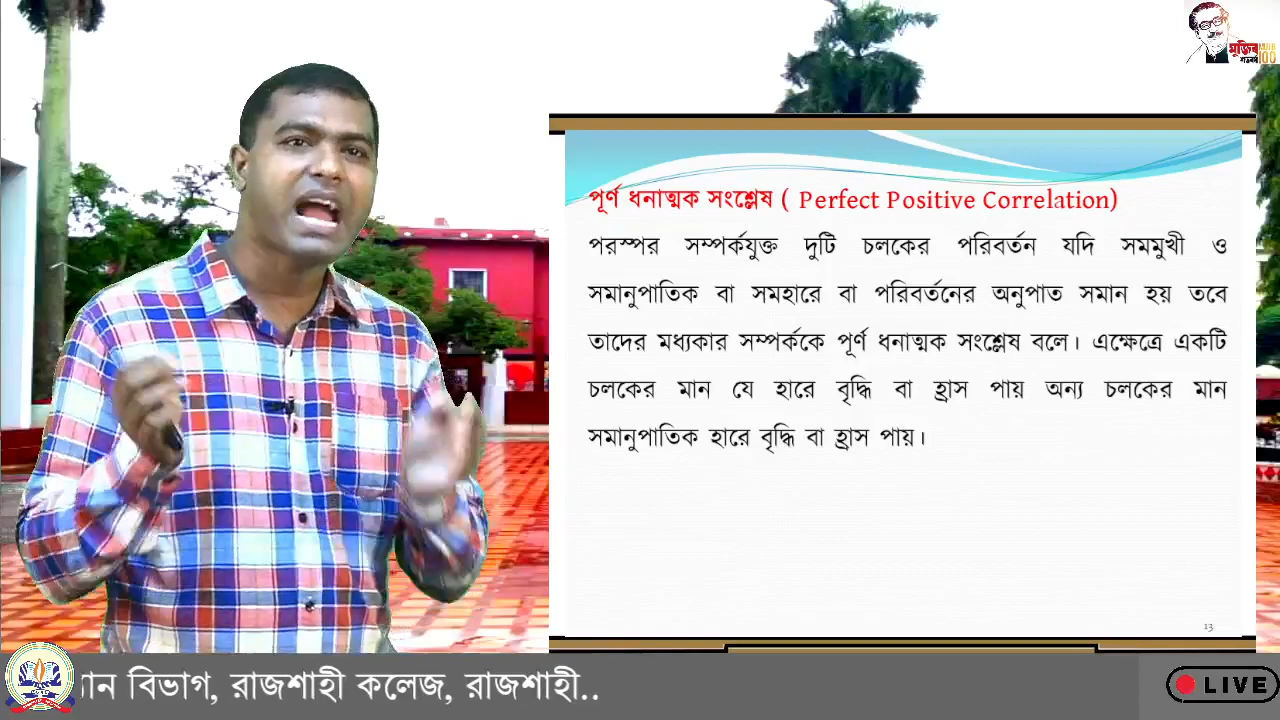 মুজিব
100
পূর্ণ ধনাত্মক সংশ্লেষ ( Perfect Positive Correlation)
পরস্পর সম্পর্কযুক্ত দুটি চলকের পরিবর্তন যদি সমমুখী ও
সমানুপাতিক বা সমহারে বা পরিবর্তনের অনুপাত সমান হয় তবে
তাদের মধ্যকার সম্পর্ককে পূর্ণ ধনাত্মক সংশ্লেষ বলে। এক্ষেত্রে একটি
চলকের মান যে হারে বৃদ্ধি বা হ্রাস পায় অন্য চলকের মান
সমানুপাতিক হারে বৃদ্ধি বা হ্রাস পায়।
13
বিভাগ, রাজশাহী কলেজ, রাজশাহী..
LIVE